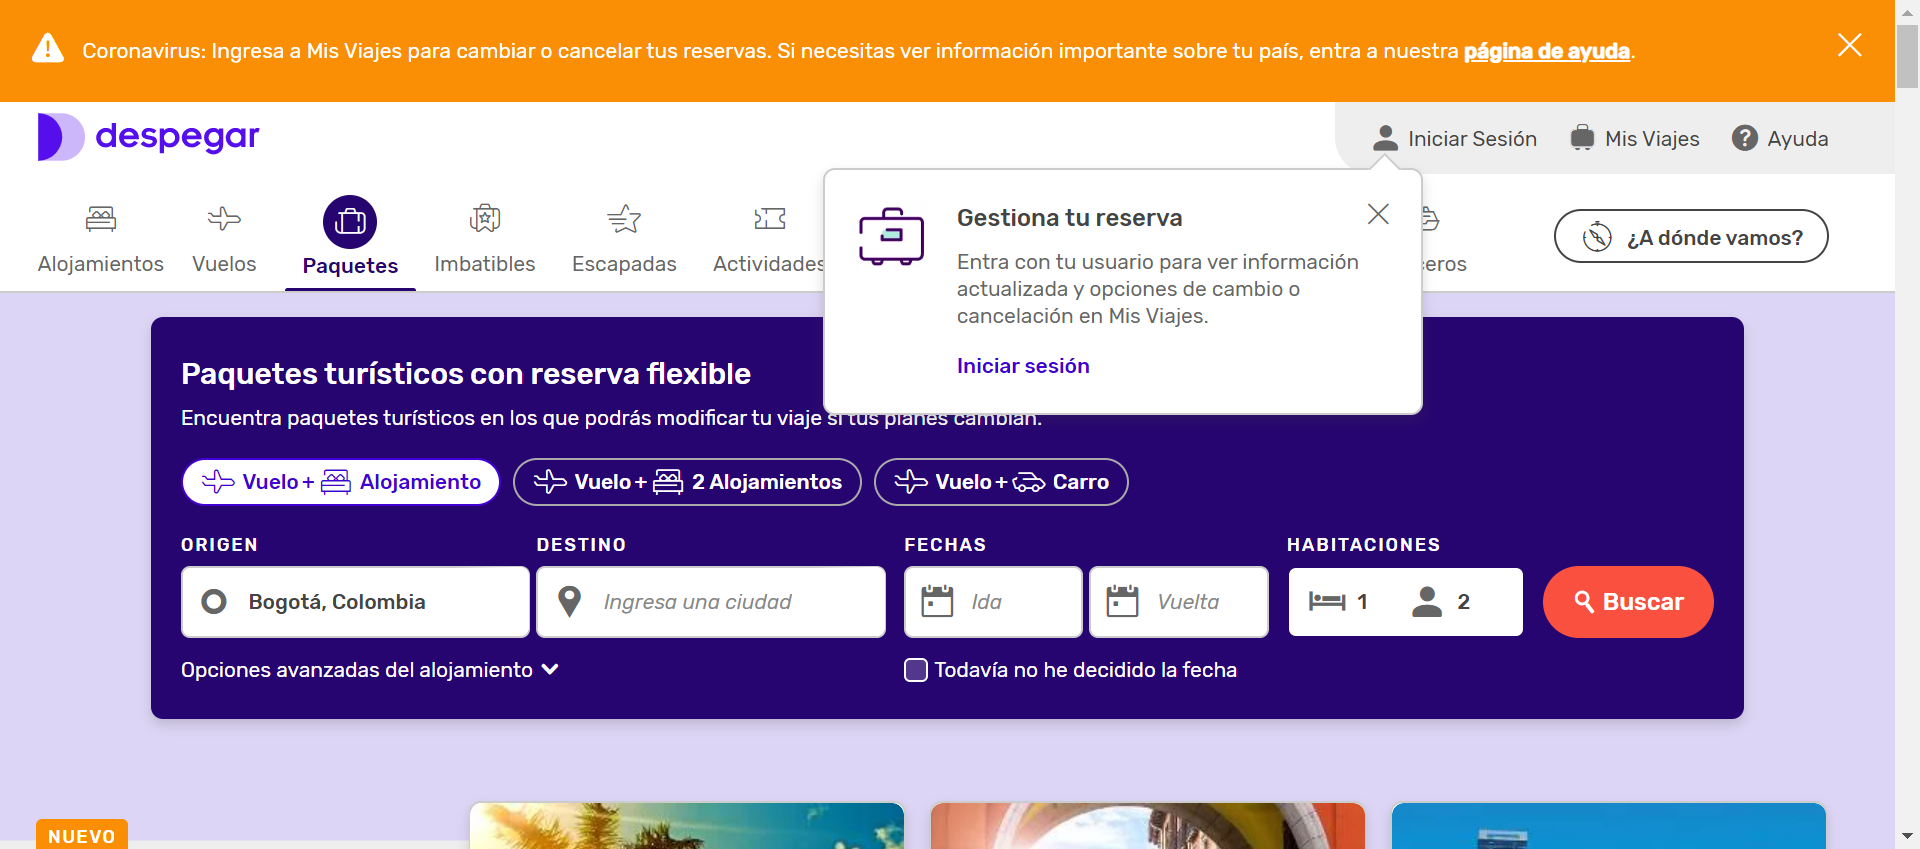 Coronavirus: Ingresa a Mis Viajes para cambiar o cancelar tus reservas. Si necesitas ver información importante sobre tu país, entra a nuestra página de ayuda.
despegar
Iniciar Sesión
Mis Viajes
Ayuda
Alojamientos
Vuelos
Paquetes
Imbatibles
Escapadas
Actividades
ceros
¿A dónde vamos?
Gestiona tu reserva
Entra con tu usuario para ver información
actualizada y opciones de cambio o
cancelación en Mis Viajes.
Iniciar sesión
Paquetes turísticos con reserva flexible
Encuentra paquetes turísticos en los que podrás modificar tu viaje si tus planes cambian.
Vuelo + Alojamiento
Vuelo + 2 Alojamientos
Vuelo + Carro
ORIGEN
DESTINO
FECHAS
HABITACIONES
Bogotá, Colombia
Ingresa una ciudad
Ida
Vuelta
1
2
Buscar
Opciones avanzadas del alojamiento
Todavía no he decidido la fecha
NUEVO